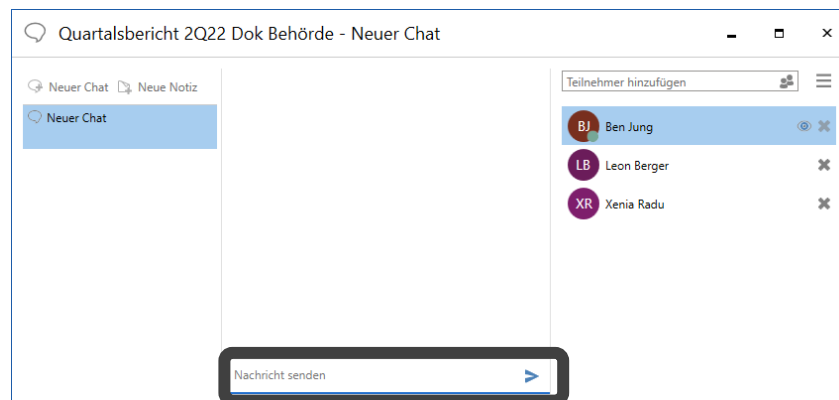 Quartalsbericht 2Q22 Dok Behörde - Neuer Chat
Neuer Chat Neue Notiz
Neuer Chat
Nachricht senden
Teilnehmer hinzufügen
BJ Ben Jung
LB Leon Berger
XR Xenia Radu